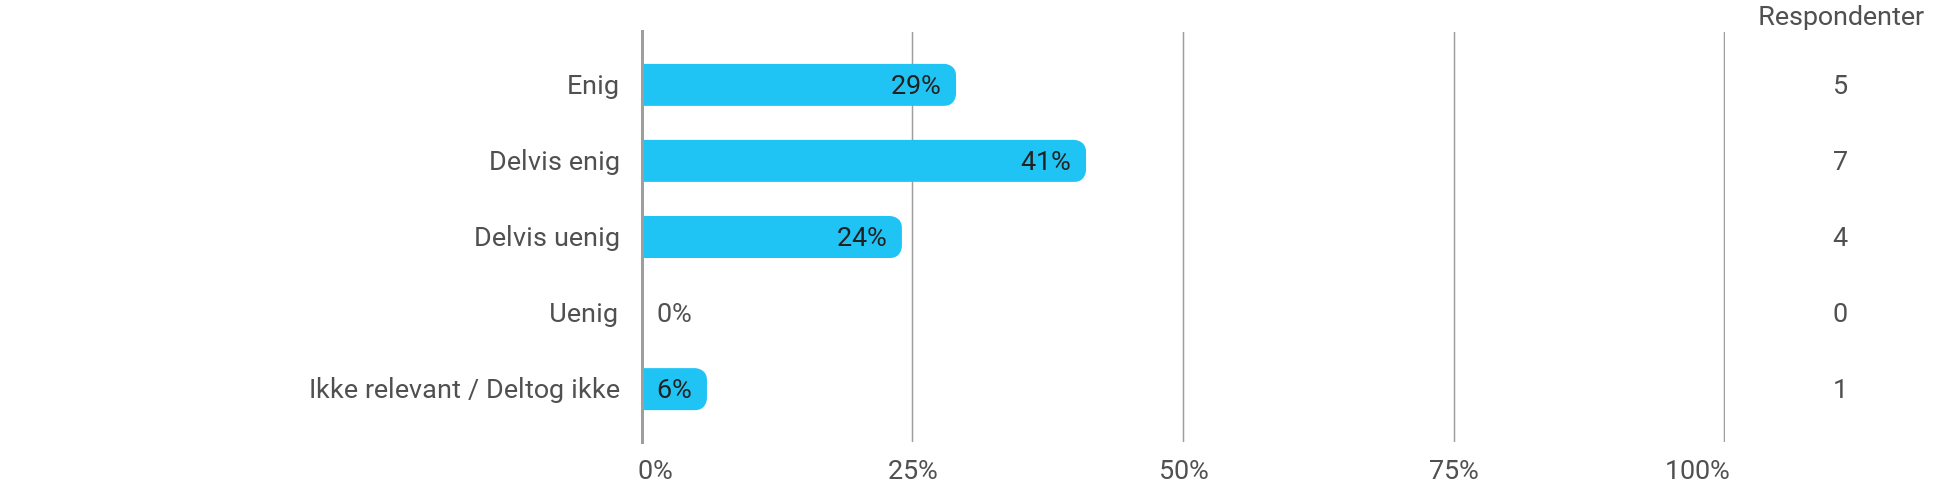 Respondenter
Enig 29% 5
Delvis enig 41% 7
Delvis uenig 24% 4
Uenig 0% 0
Ikke relevant / Deltog ikke 6% 1
0% 25% 50% 75% 100%